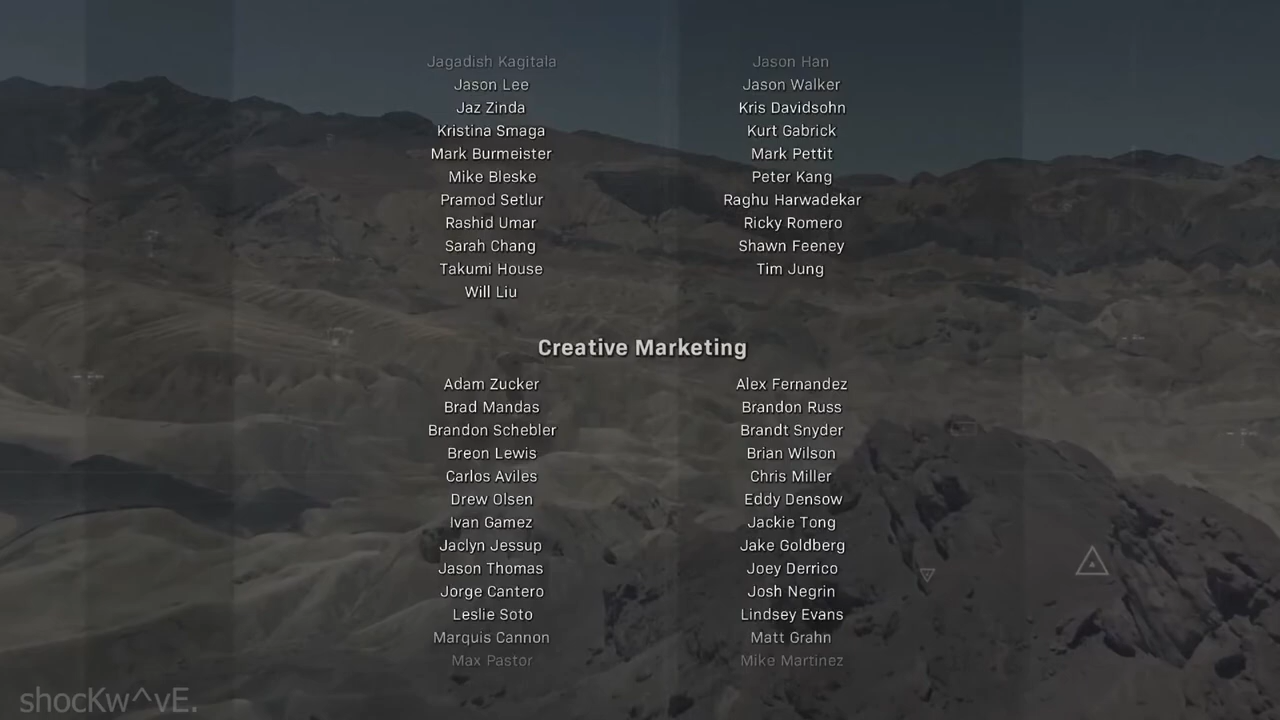 Jagadish Kagitala Jason Han
Jason Lee Jason Walker
Jaz Zinda Kris Davidsohn
Kristina Smaga Kurt Gabrick
Mark Burmeister Mark Pettit
Mike Bleske Peter Kang
Pramod Setlur Raghu Harwadekar
Rashid Umar Ricky Romero
Sarah Chang Shawn Feeney
Takumi House Tim Jung
Will Liu
Creative Marketing
Adam Zucker Alex Fernandez
Brad Mandas Brandon Russ
Brandon Schebler Brandt Snyder
Breon Lewis Brian Wilson
Carlos Aviles Chris Miller
Drew Olsen Eddy Densow
Ivan Gamez Jackie Tong
Jaclyn Jessup Jake Goldberg
Jason Thomas Joey Derrico
Jorge Cantero Josh Negrin
Leslie Soto Lindsey Evans
Marquis Cannon Matt Grahn
Max Pastor Mike Martinez
shocKw^vE.